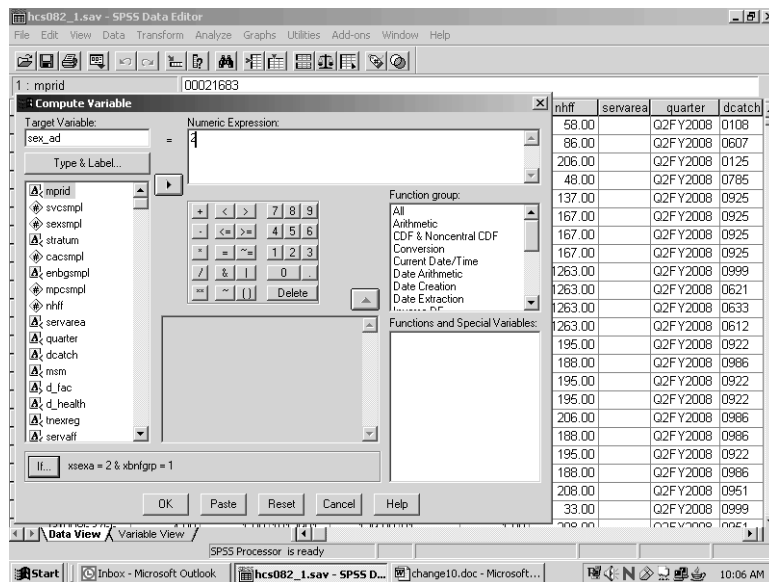 hcs082_1.sav - SPSS Data Editor
File Edit View Data Transform Analyze Graphs Utilities Add-ons Window Help
1 : mprid 00021683
Compute Variable
Target Variable:
sex_ad
=
Numeric Expression:
2
Type & Label...
mprid
svcsmpl
sexsmpl
stratum
cacsmpl
enbgsmpl
mpcsmpl
nhff
servarea
quarter
dcatch
msm
d_fac
d_health
tnexreg
servaff
+ < > 7 8 9
- <= >= 4 5 6
* = ~= 1 2 3
/ & | 0 .
** ~ () Delete
Function group:
All
Arithmetic
CDF & Noncentral CDF
Conversion
Current Date/Time
Date Arithmetic
Date Creation
Date Extraction
Inverse DF
Functions and Special Variables:
If... xsexa = 2 & xbnfgrp = 1
OK Paste Reset Cancel Help
nhff servarea quarter dcatch
58.00 Q2FY2008 0108
86.00 Q2FY2008 0607
206.00 Q2FY2008 0125
48.00 Q2FY2008 0785
137.00 Q2FY2008 0925
167.00 Q2FY2008 0925
167.00 Q2FY2008 0925
167.00 Q2FY2008 0925
1263.00 Q2FY2008 0999
1263.00 Q2FY2008 0621
1263.00 Q2FY2008 0633
1263.00 Q2FY2008 0612
195.00 Q2FY2008 0922
188.00 Q2FY2008 0986
195.00 Q2FY2008 0922
195.00 Q2FY2008 0922
206.00 Q2FY2008 0986
188.00 Q2FY2008 0986
195.00 Q2FY2008 0922
188.00 Q2FY2008 0986
208.00 Q2FY2008 0951
33.00 Q2FY2008 0999
208.00 Q2FY2008 0951
Data View Variable View
SPSS Processor is ready
Start Inbox - Microsoft Outlook hcs082_1.sav - SPSS D... change10.doc - Microsoft... 10:06 AM